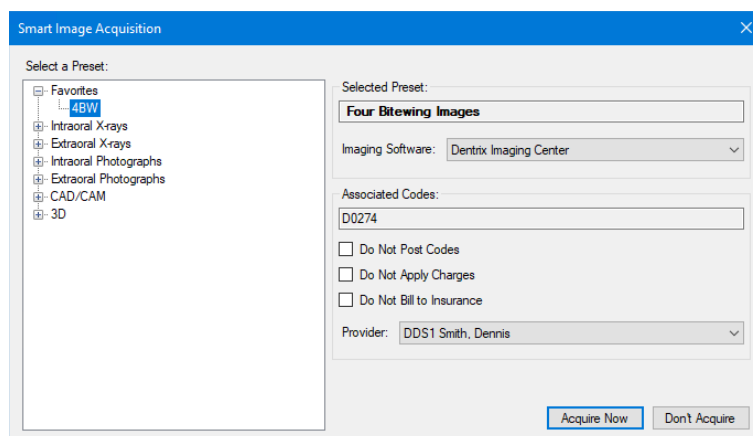 Smart Image Acquisition
Select a Preset:
Favorites
4BW
Intraoral X-rays
Extraoral X-rays
Intraoral Photographs
Extraoral Photographs
CAD/CAM
3D
Selected Preset:
Four Bitewing Images
Imaging Software: Dentrix Imaging Center
Associated Codes:
D0274
Do Not Post Codes
Do Not Apply Charges
Do Not Bill to Insurance
Provider: DDS1 Smith, Dennis
Acquire Now Don't Acquire